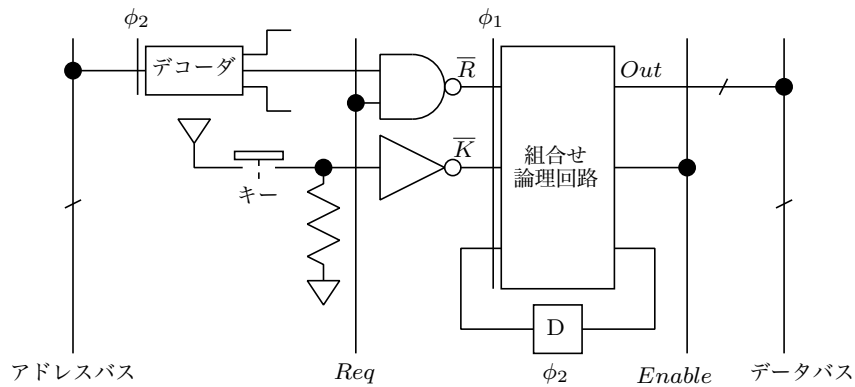 ϕ2
ϕ1
デコーダ
R̅
Out
K̅
キー
組合せ
論理回路
D
アドレスバス
Req
ϕ2
Enable
データバス